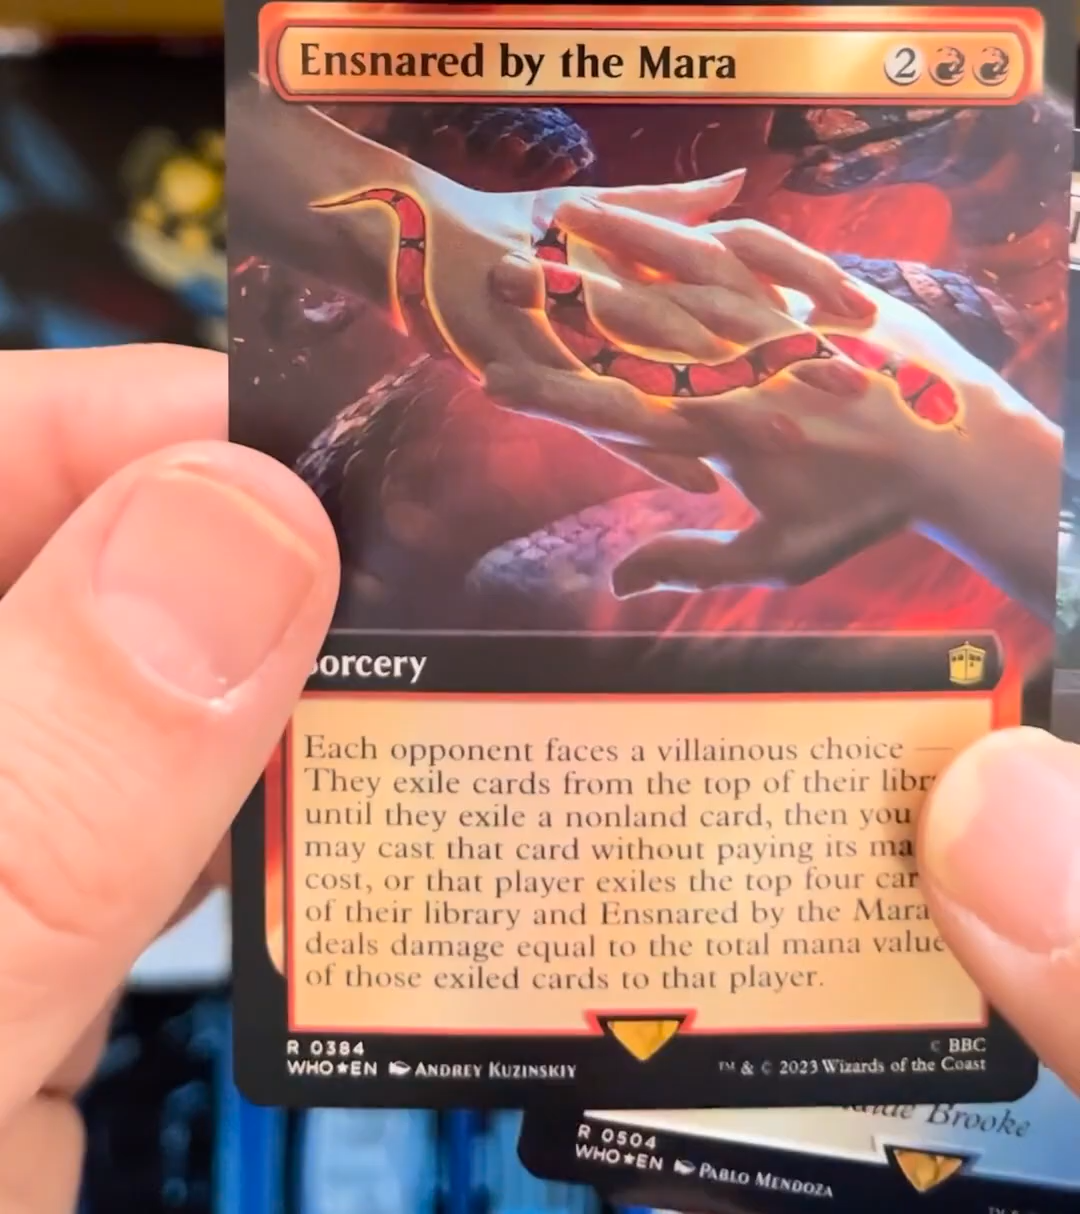 Ensnared by the Mara 2
orcery
Each opponent faces a villainous choice —
They exile cards from the top of their libr
until they exile a nonland card, then you
may cast that card without paying its ma
cost, or that player exiles the top four car
of their library and Ensnared by the Mara
deals damage equal to the total mana value
of those exiled cards to that player.
R 0384
WHO★EN ANDREY KUZINSKIY
© BBC
™ & © 2023 Wizards of the Coast
Brooke
R 0504
WHO★EN PABLO MENDOZA